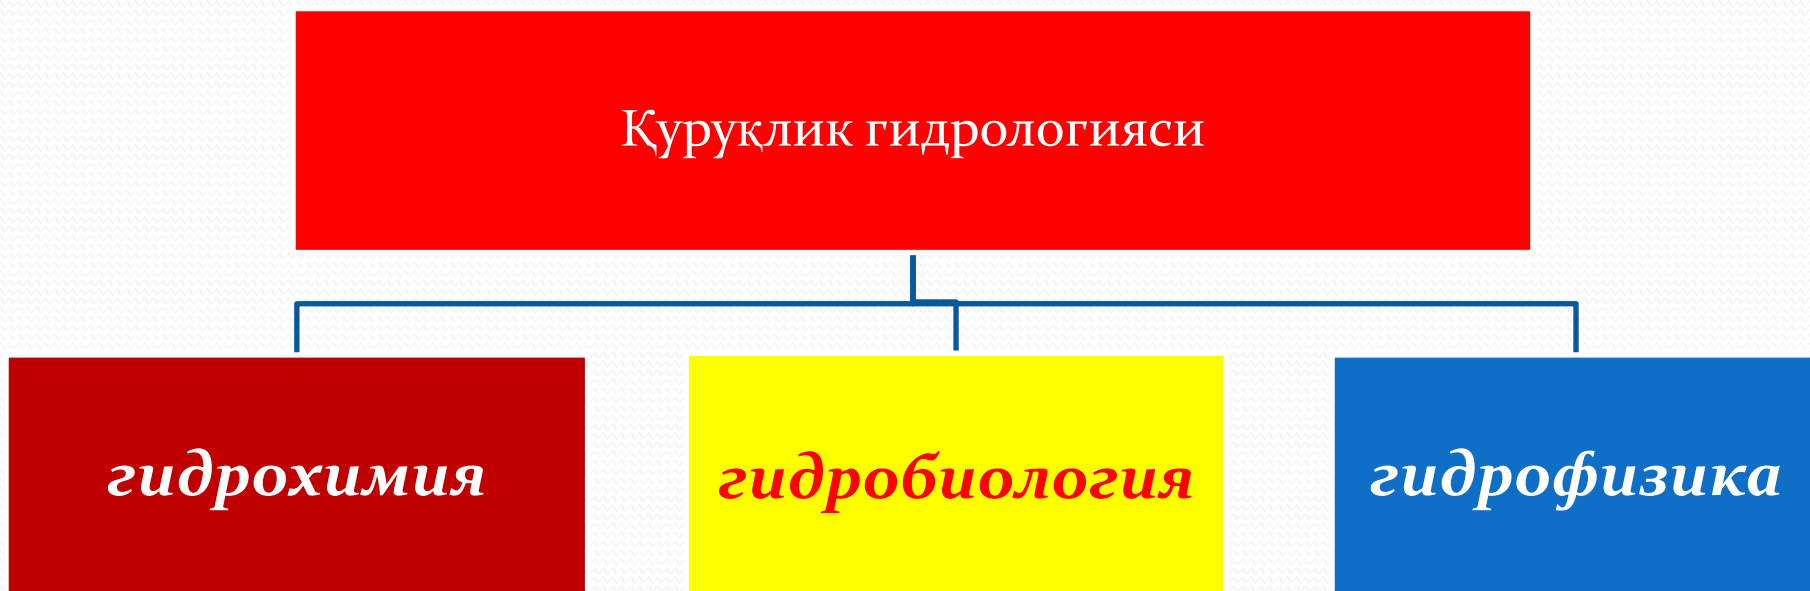 Қуруқлик гидрологияси
гидрохимия
гидробиология
гидрофизика